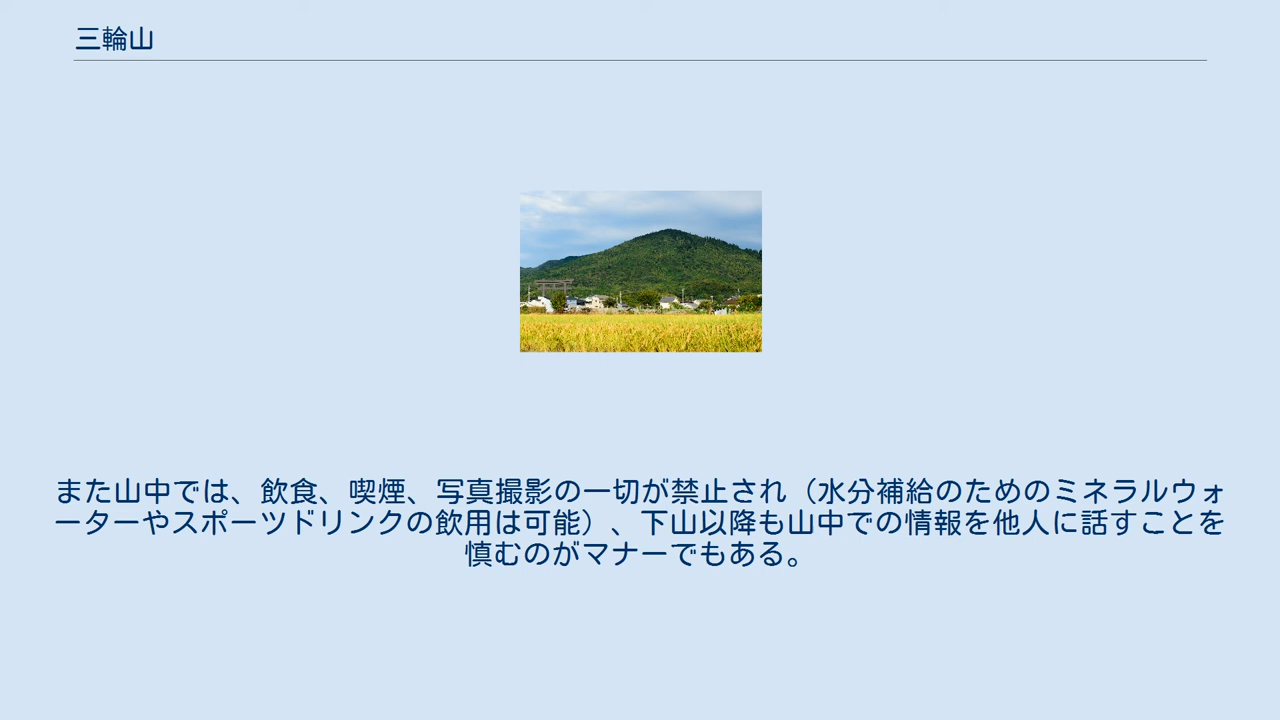 三輪山
また山中では、飲食、喫煙、写真撮影の一切が禁止され（水分補給のためのミネラルウォ
ーターやスポーツドリンクの飲用は可能）、下山以降も山中での情報を他人に話すことを
慎むのがマナーでもある。